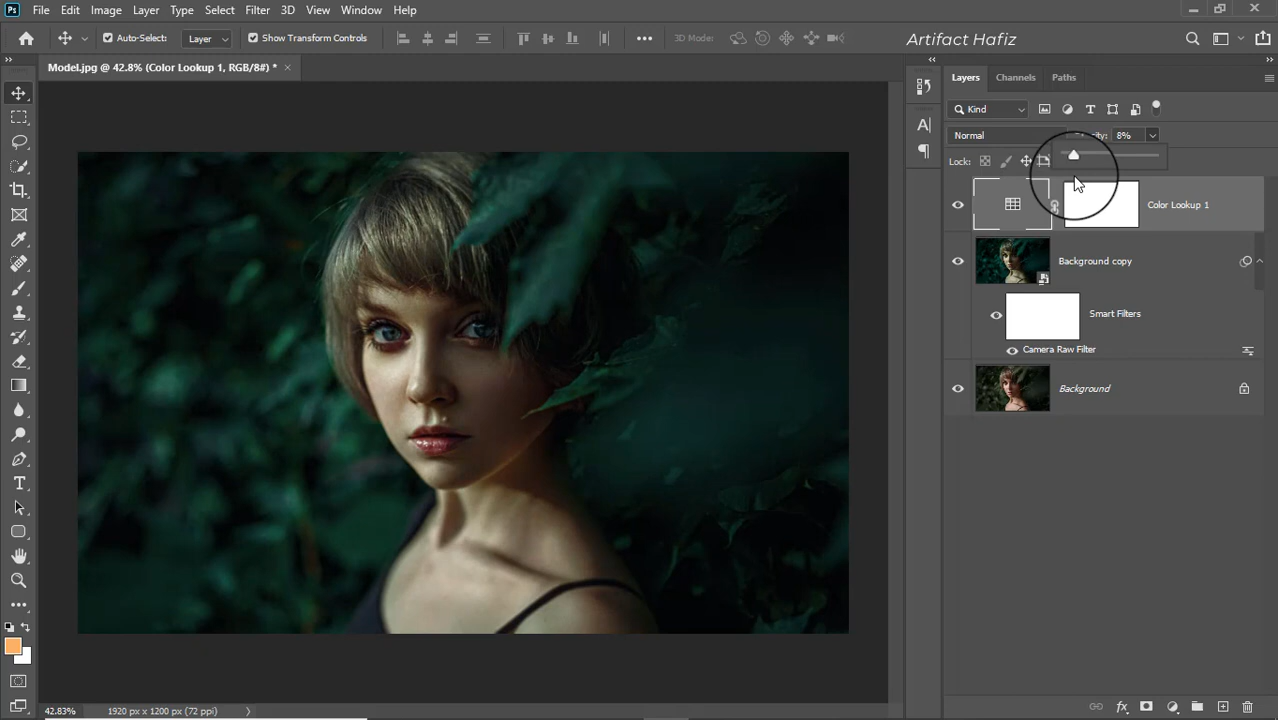 Ps File Edit Image Layer Type Select Filter 3D View Window Help
Auto-Select: Layer Show Transform Controls 3D Mode: Artifact Hafiz
Model.jpg @ 42.8% (Color Lookup 1, RGB/8#) *
Layers Channels Paths
Kind
Normal 8%
Lock:
Color Lookup 1
Background copy
Smart Filters
Camera Raw Filter
Background
42.83% 1920 px x 1200 px (72 ppi)